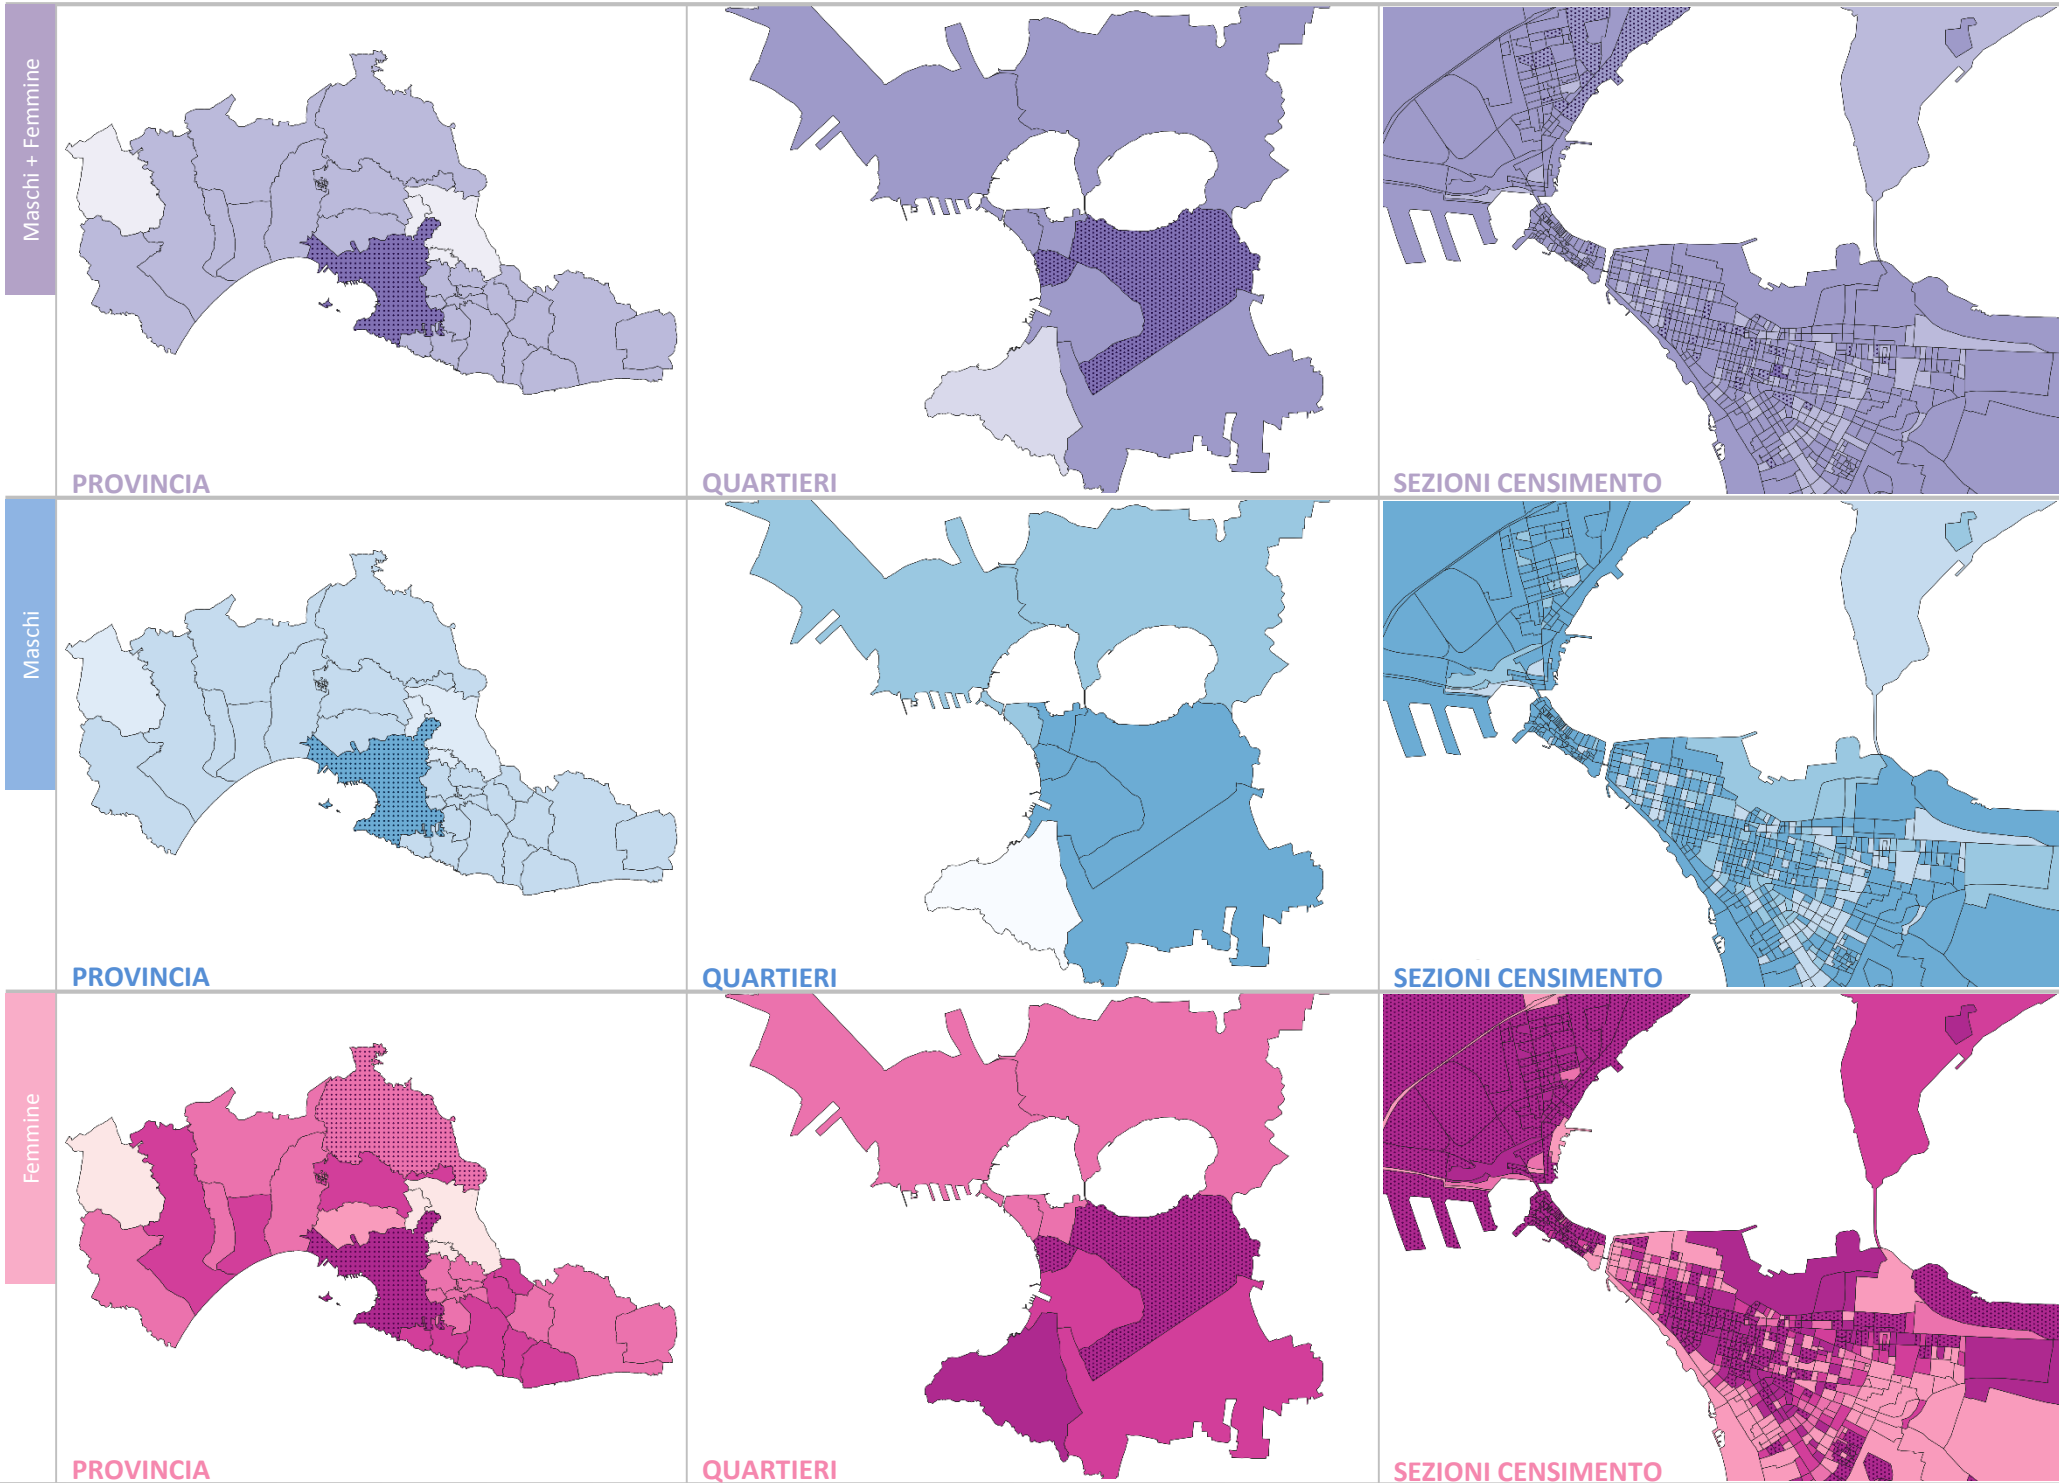 Maschi + Femmine
PROVINCIA
QUARTIERI
SEZIONI CENSIMENTO
Maschi
PROVINCIA
QUARTIERI
SEZIONI CENSIMENTO
Femmine
PROVINCIA
QUARTIERI
SEZIONI CENSIMENTO